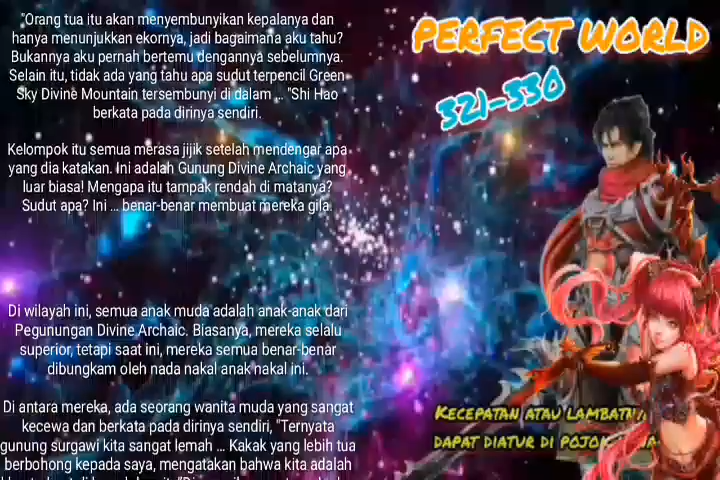 "Orang tua itu akan menyembunyikan kepalanya dan
hanya menunjukkan ekornya, jadi bagaimana aku tahu?
Bukannya aku pernah bertemu dengannya sebelumnya.
Selain itu, tidak ada yang tahu apa sudut terpencil Green
Sky Divine Mountain tersembunyi di dalam ... "Shi Hao
berkata pada dirinya sendiri.
Kelompok itu semua merasa jijik setelah mendengar apa
yang dia katakan. Ini adalah Gunung Divine Archaic yang
luar biasa! Mengapa itu tampak rendah di matanya?
Sudut apa? Ini ... benar-benar membuat mereka gila.
Di wilayah ini, semua anak muda adalah anak-anak dari
Pegunungan Divine Archaic. Biasanya, mereka selalu
superior, tetapi saat ini, mereka semua benar-benar
dibungkam oleh nada nakal anak nakal ini.
Di antara mereka, ada seorang wanita muda yang sangat
kecewa dan berkata pada dirinya sendiri, "Ternyata
gunung surgawi kita sangat lemah ... Kakak yang lebih tua
berbohong kepada saya, mengatakan bahwa kita adalah
PERFECT WORLD
321-330
KECEPATAN ATAU
DAPAT DIATUR DI